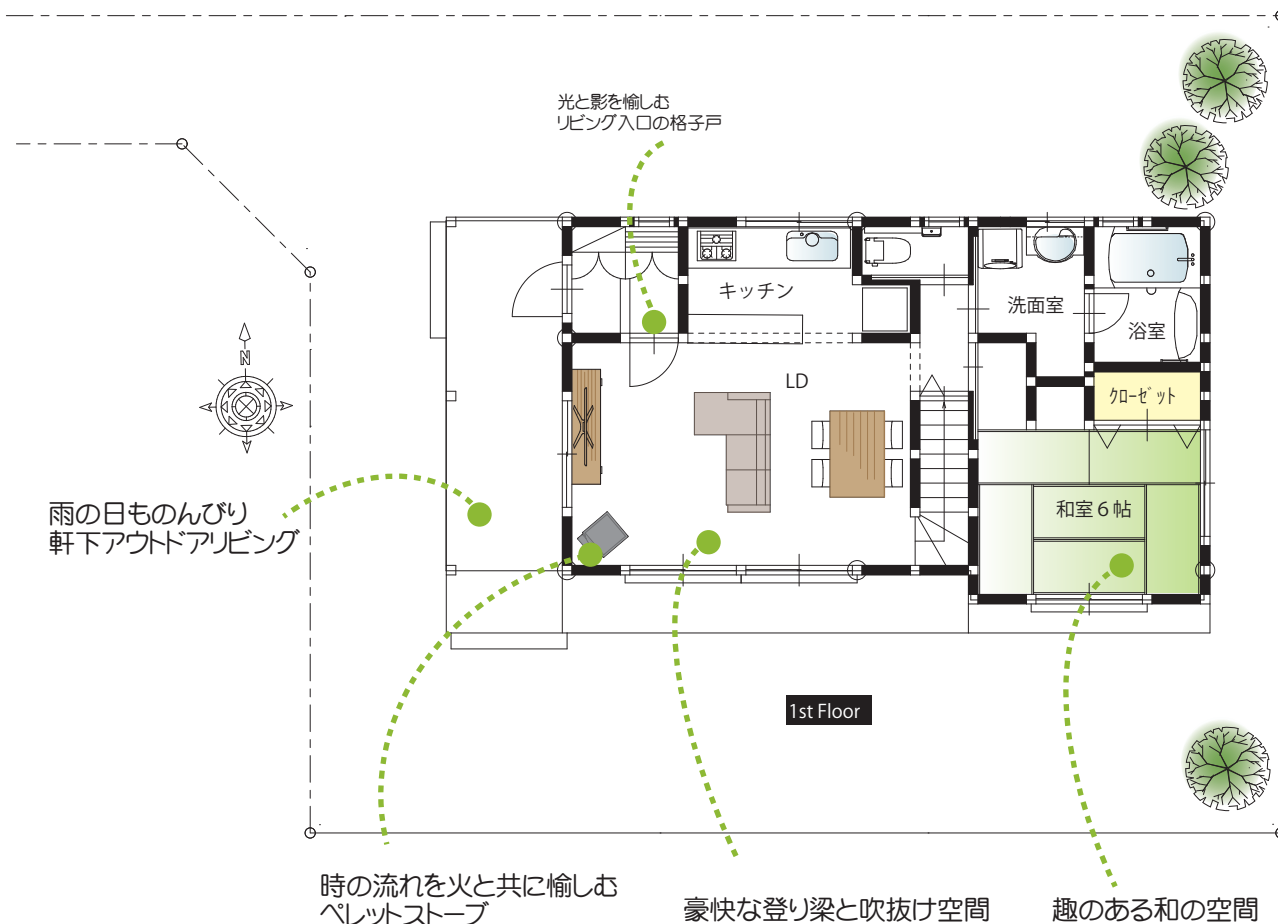 光と影を愉しむ
リビング入口の格子戸
キッチン
洗面室
浴室
N
LD
クローゼット
和室6帖
雨の日ものんびり
軒下アウトドアリビング
1st Floor
時の流れを火と共に愉しむ
ペレットストーブ
豪快な登り梁と吹抜け空間
趣のある和の空間